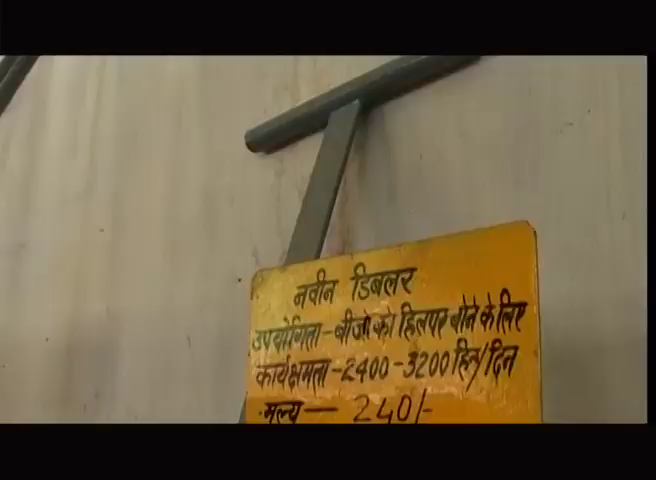 नवीन डिबलर
उपयोगिता - बीजो को हिलपर बोने के लिए
कार्यक्षमता - 2400 - 3200 हिल/दिन
मूल्य — 240/-